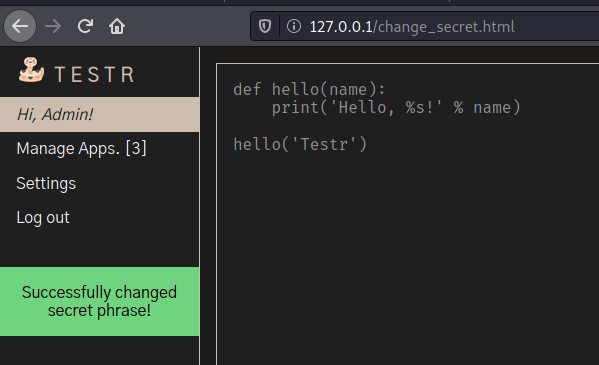 127.0.0.1/change_secret.html
TESTR
Hi, Admin!
Manage Apps. [3]
Settings
Log out
Successfully changed
secret phrase!
def hello(name):
    print('Hello, %s!' % name)
hello('Testr')